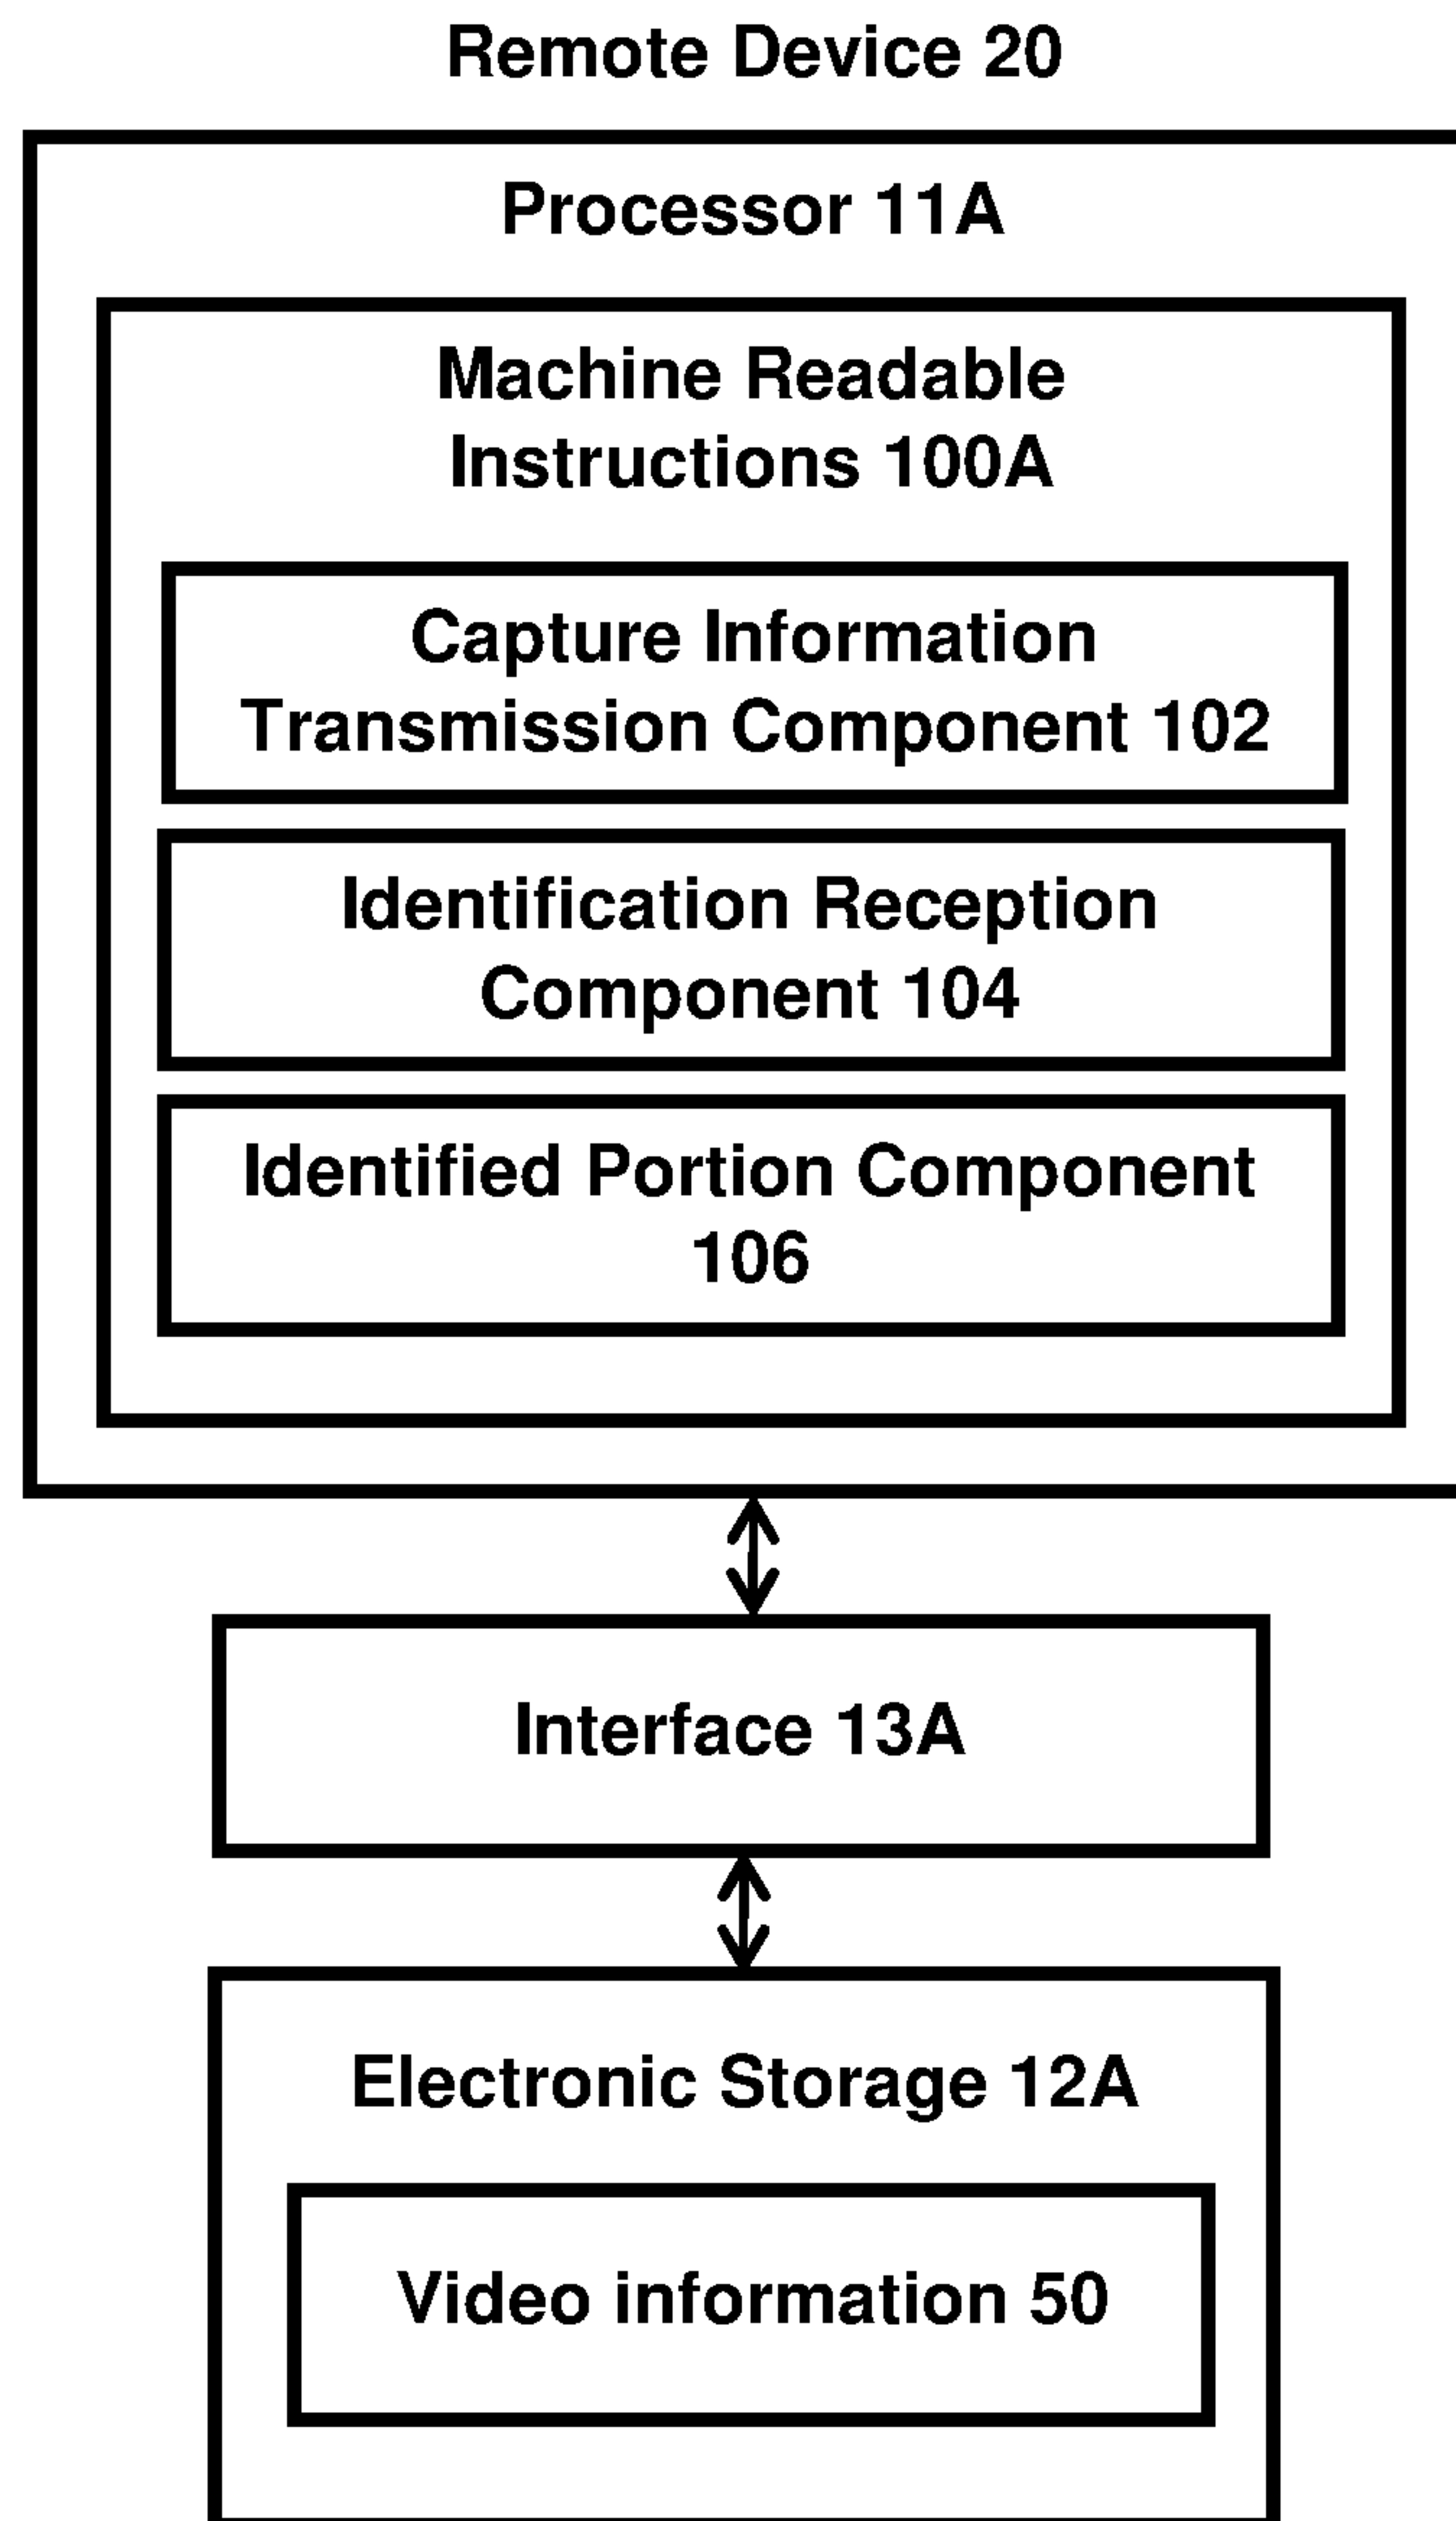 Remote Device 20
Processor 11A
Machine Readable
Instructions 100A
Capture Information
Transmission Component 102
Identification Reception
Component 104
Identified Portion Component
106
Interface 13A
Electronic Storage 12A
Video information 50